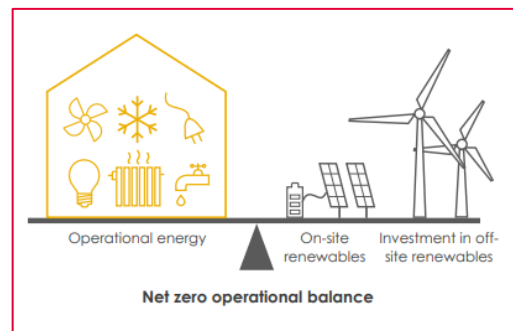 Operational energy
On-site
renewables
Investment in off-
site renewables
Net zero operational balance